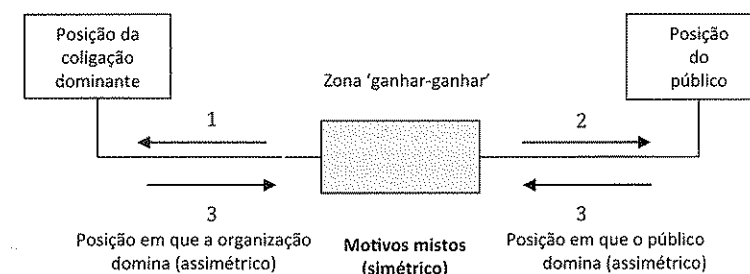 Posição da
coligação
dominante
Posição
do
público
Zona 'ganhar-ganhar'
1
2
3
3
Posição em que a organização
domina (assimétrico)
Motivos mistos
(simétrico)
Posição em que o público
domina (assimétrico)